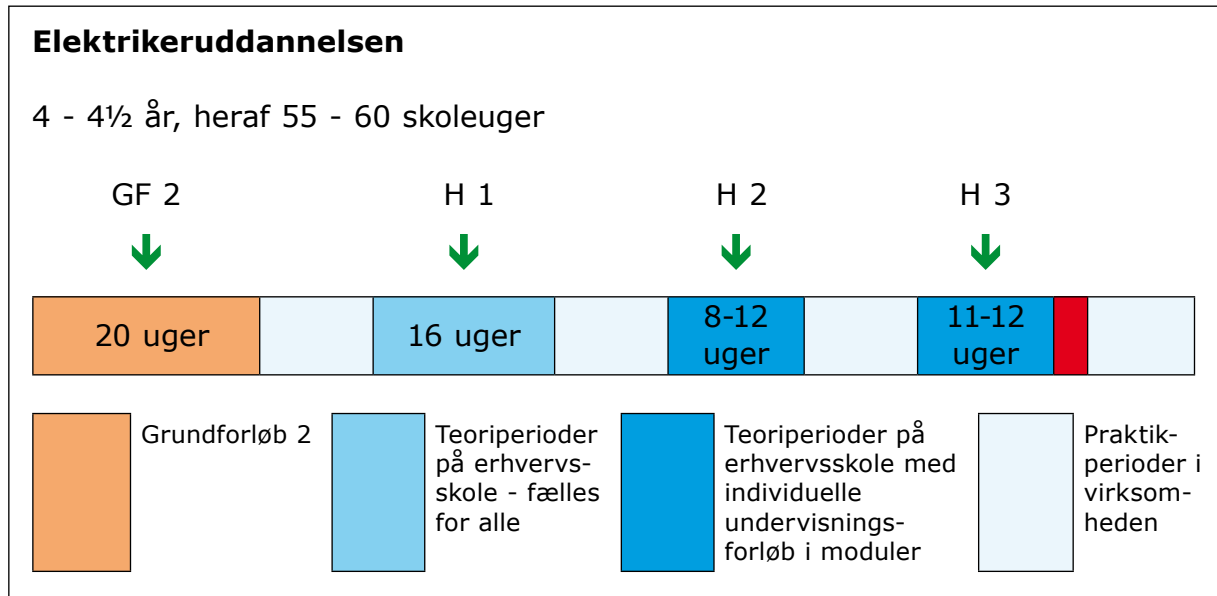 Elektrikeruddannelsen
4 - 4½ år, heraf 55 - 60 skoleuger
GF 2
H 1
H 2
H 3
20 uger
16 uger
8-12
uger
11-12
uger
Grundforløb 2
Teoriperioder
på erhvervs-
skole - fælles
for alle
Teoriperioder på
erhvervsskole med
individuelle
undervisnings-
forløb i moduler
Praktik-
perioder i
virksom-
heden